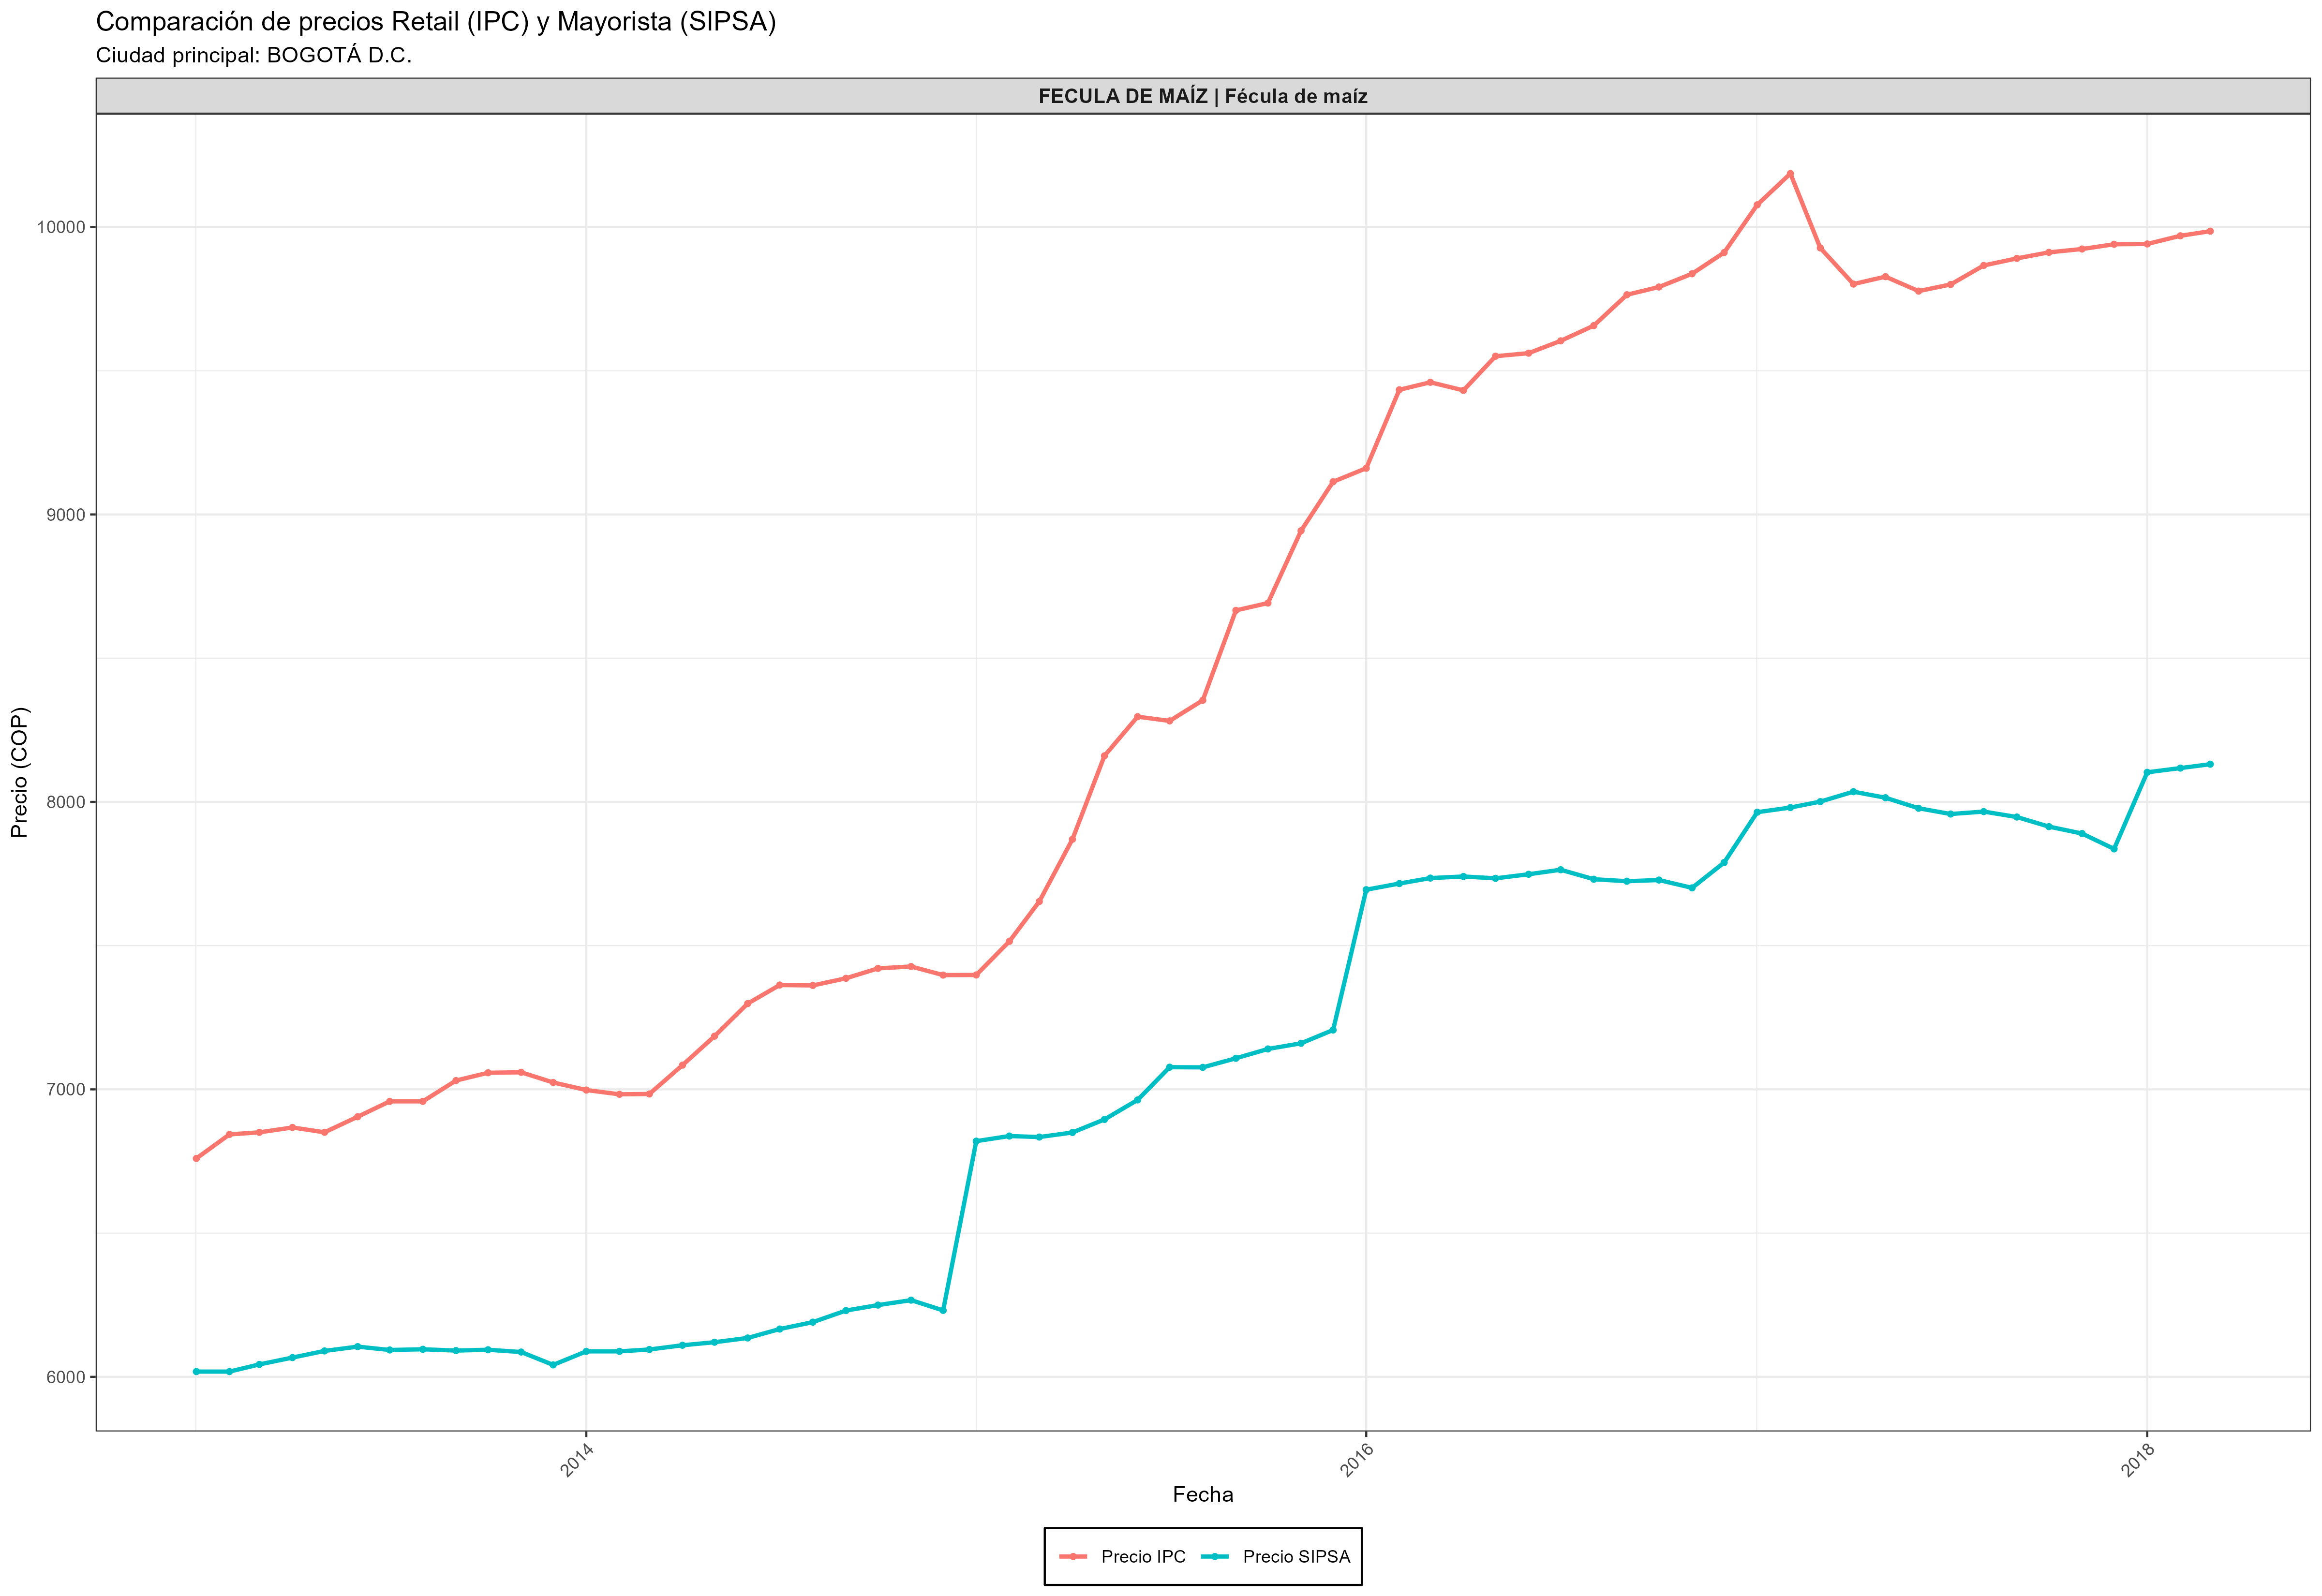 Comparación de precios Retail (IPC) y Mayorista (SIPSA)
Ciudad principal: BOGOTÁ D.C.
FECULA DE MAÍZ | Fécula de maíz
Precio (COP)
10000
9000
8000
7000
6000
2014
2016
2018
Fecha
Precio IPC
Precio SIPSA